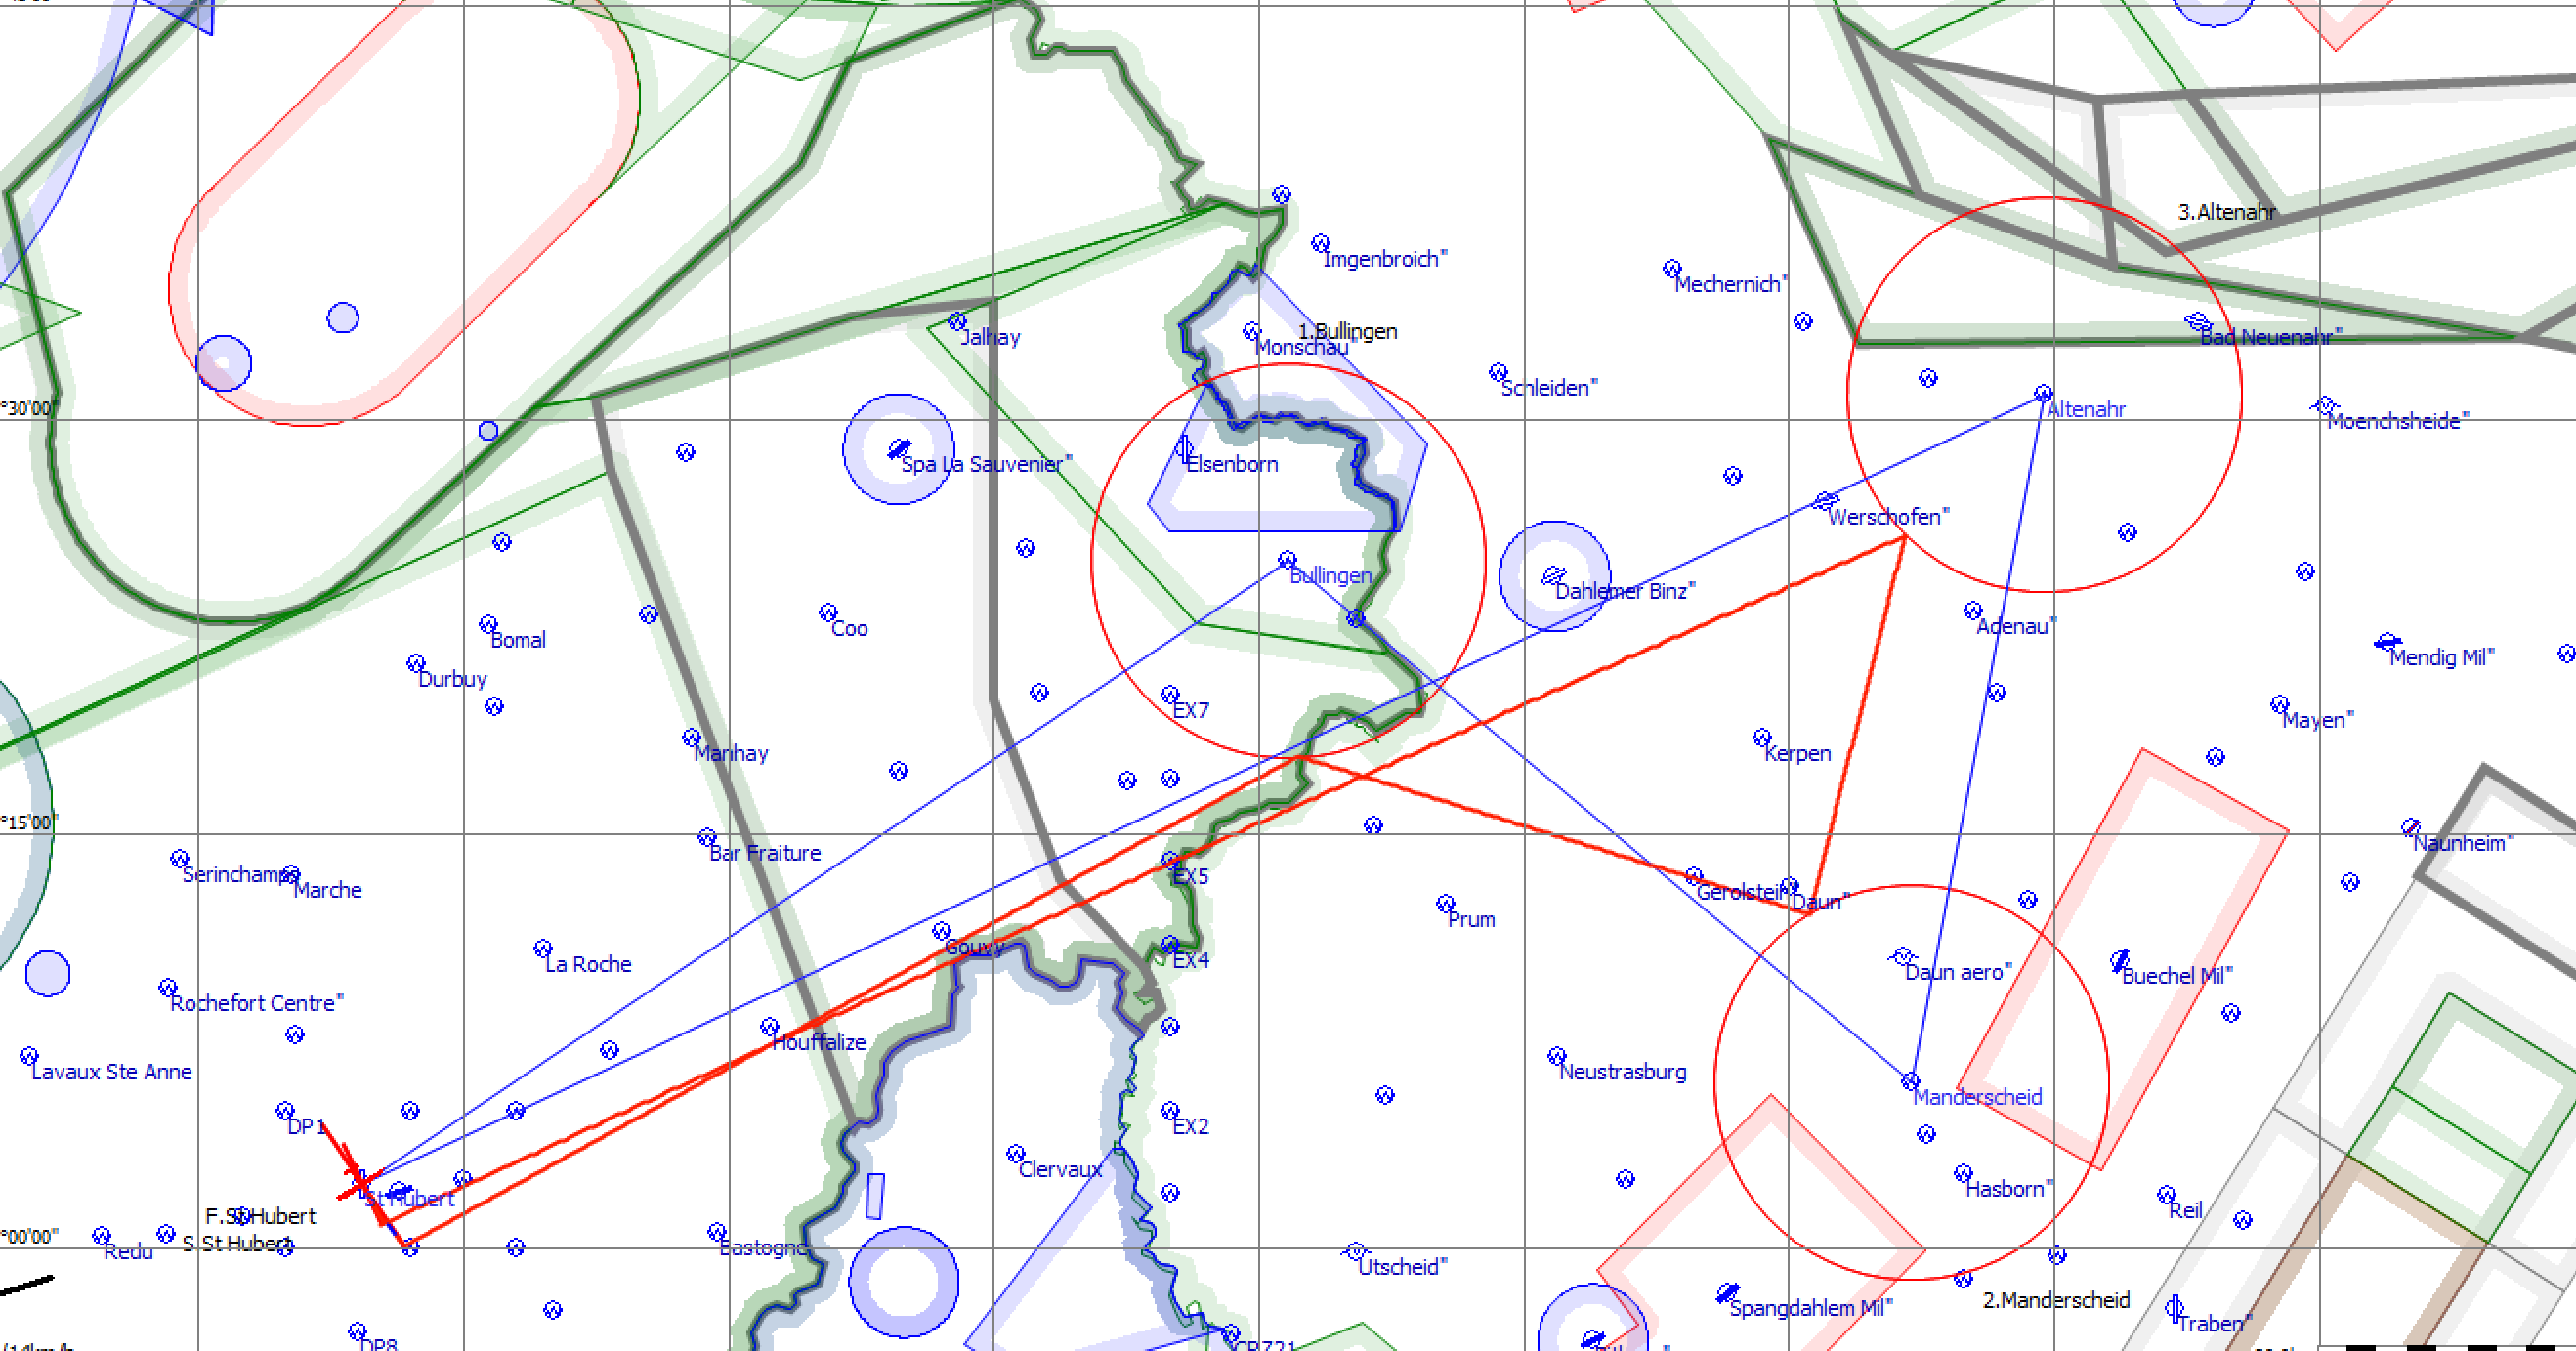 3.Altenahr
Imgenbroich"
Mechernich"
Jalhay
1.Bullingen
Monschau"
Bad Neuenahr"
Schleiden"
°30'00"
Altenahr
Moenchsheide"
Spa La Sauvenier"
Elsenborn
Werschofen"
Bullingen
Dahlemer Binz"
Coo
Adenau"
Bomal
Mendig Mil"
Durbuy
EX7
Mayen"
Manhay
Kerpen
°15'00"
Bar Fraiture
Naunheim"
Serinchamps
Marche
EX5
Gerolstein
Daun"
Prum
Gouvy
EX4
La Roche
Daun aero"
Buechel Mil"
Rochefort Centre"
Houffalize
Lavaux Ste Anne
Neustrasburg
Manderscheid
DP1
EX2
Clervaux
Hasborn"
St Hubert
F.St Hubert
Reil
°00'00"
S.St Hubert
Redu
Bastogne
Utscheid"
2.Manderscheid
Spangdahlem Mil"
Traben"
DP8